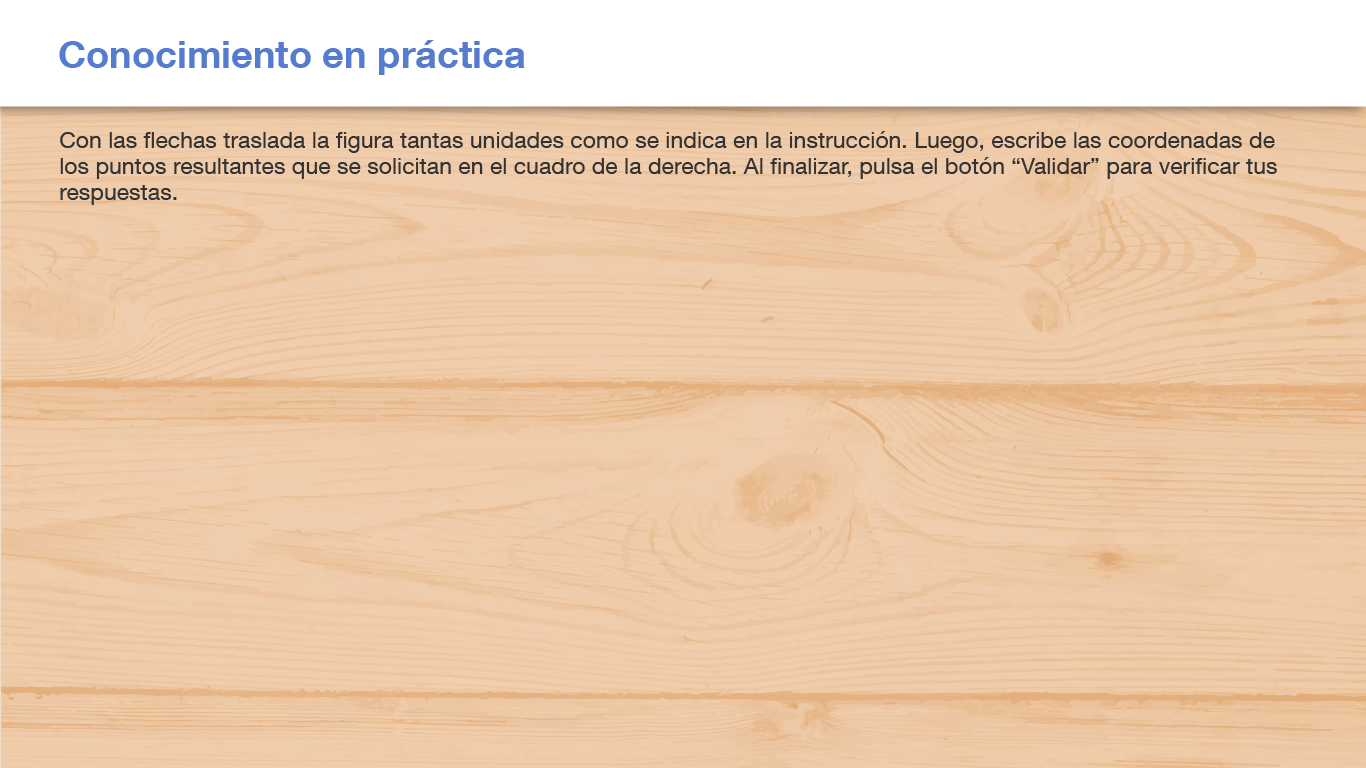 Conocimiento en práctica
Con las flechas traslada la figura tantas unidades como se indica en la instrucción. Luego, escribe las coordenadas de
los puntos resultantes que se solicitan en el cuadro de la derecha. Al finalizar, pulsa el botón “Validar” para verificar tus
respuestas.